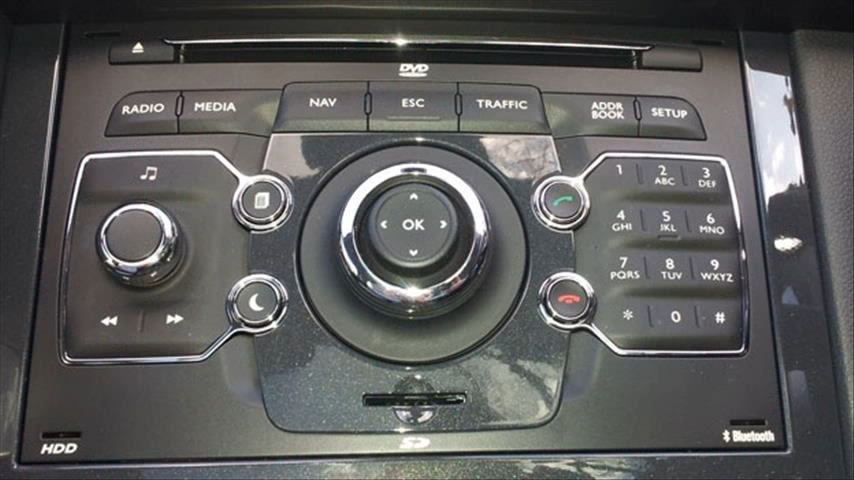 DVD
RADIO MEDIA NAV ESC TRAFFIC ADDR BOOK SETUP
1 2 ABC 3 DEF
OK
4 GHI 5 JKL 6 MNO
7 PQRS 8 TUV 9 WXYZ
* 0 #
HDD SD Bluetooth